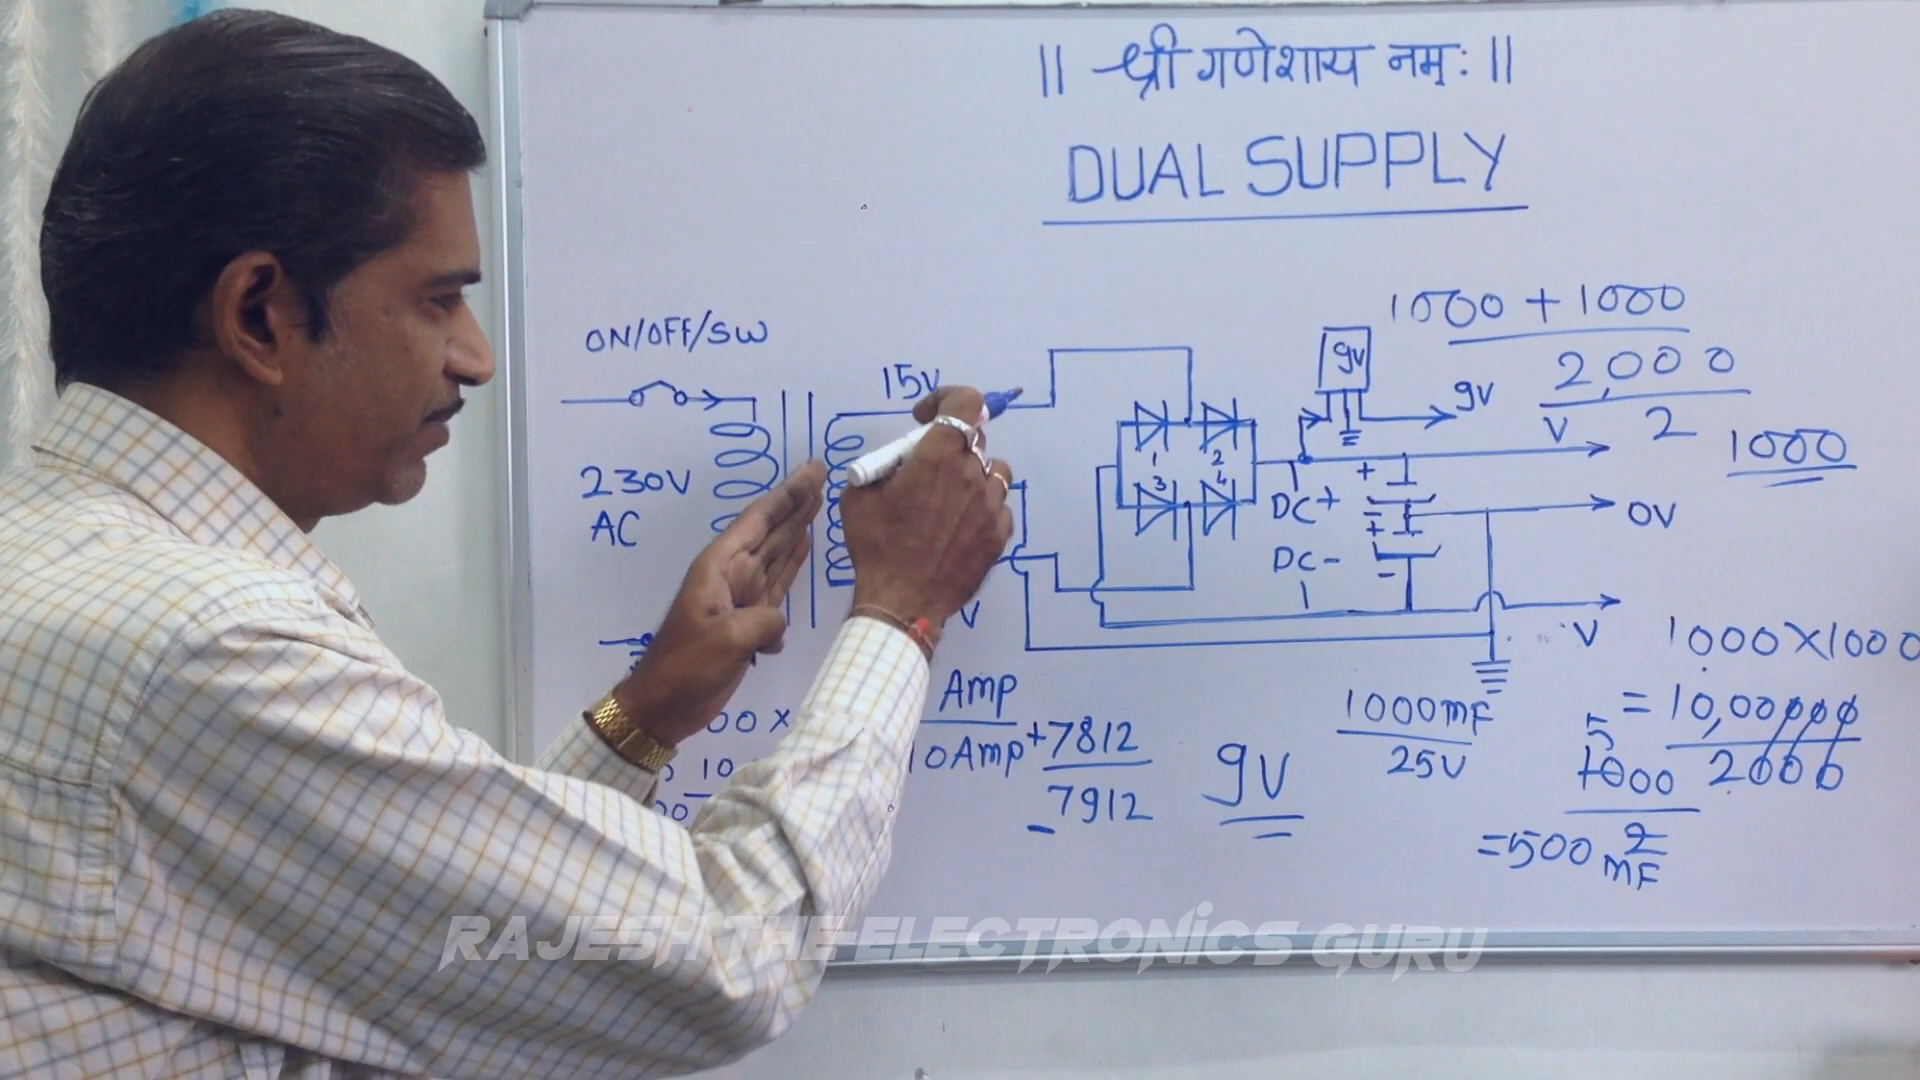 || श्री गणेशाय नमः ||
DUAL SUPPLY
1000 + 1000
2,000
2
1000
ON/OFF/SW
15V
9V
9V
V
230V
AC
1
2
3
4
DC+
DC-
+
-
+
-
0V
V
V
1000X1000
= 10,00000
2000
5
1000
2
=500 MF
Amp
10Amp
+7812
-7912
9V
1000MF
25V
00 X
10
RAJESH THE ELECTRONICS GURU